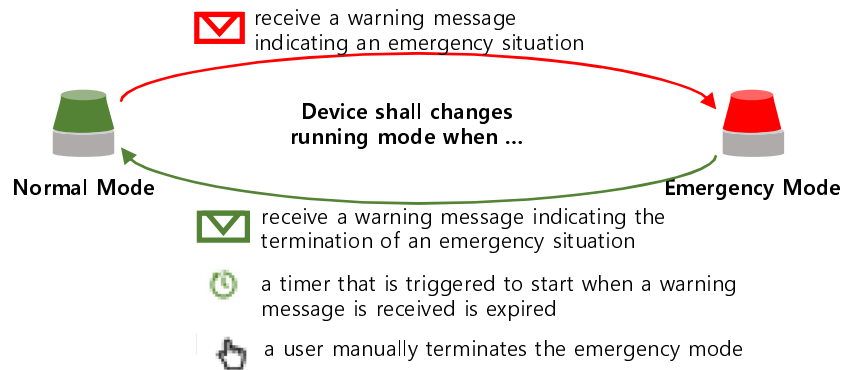 receive a warning message
indicating an emergency situation
Device shall changes
running mode when ...
Normal Mode
Emergency Mode
receive a warning message indicating the
termination of an emergency situation
a timer that is triggered to start when a warning
message is received is expired
a user manually terminates the emergency mode